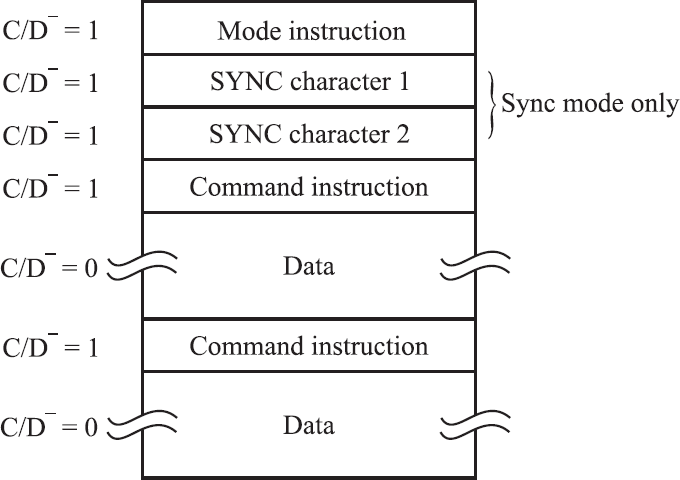 C/D‾ = 1 Mode instruction
C/D‾ = 1 SYNC character 1
Sync mode only
C/D‾ = 1 SYNC character 2
C/D‾ = 1 Command instruction
C/D‾ = 0 Data
C/D‾ = 1 Command instruction
C/D‾ = 0 Data